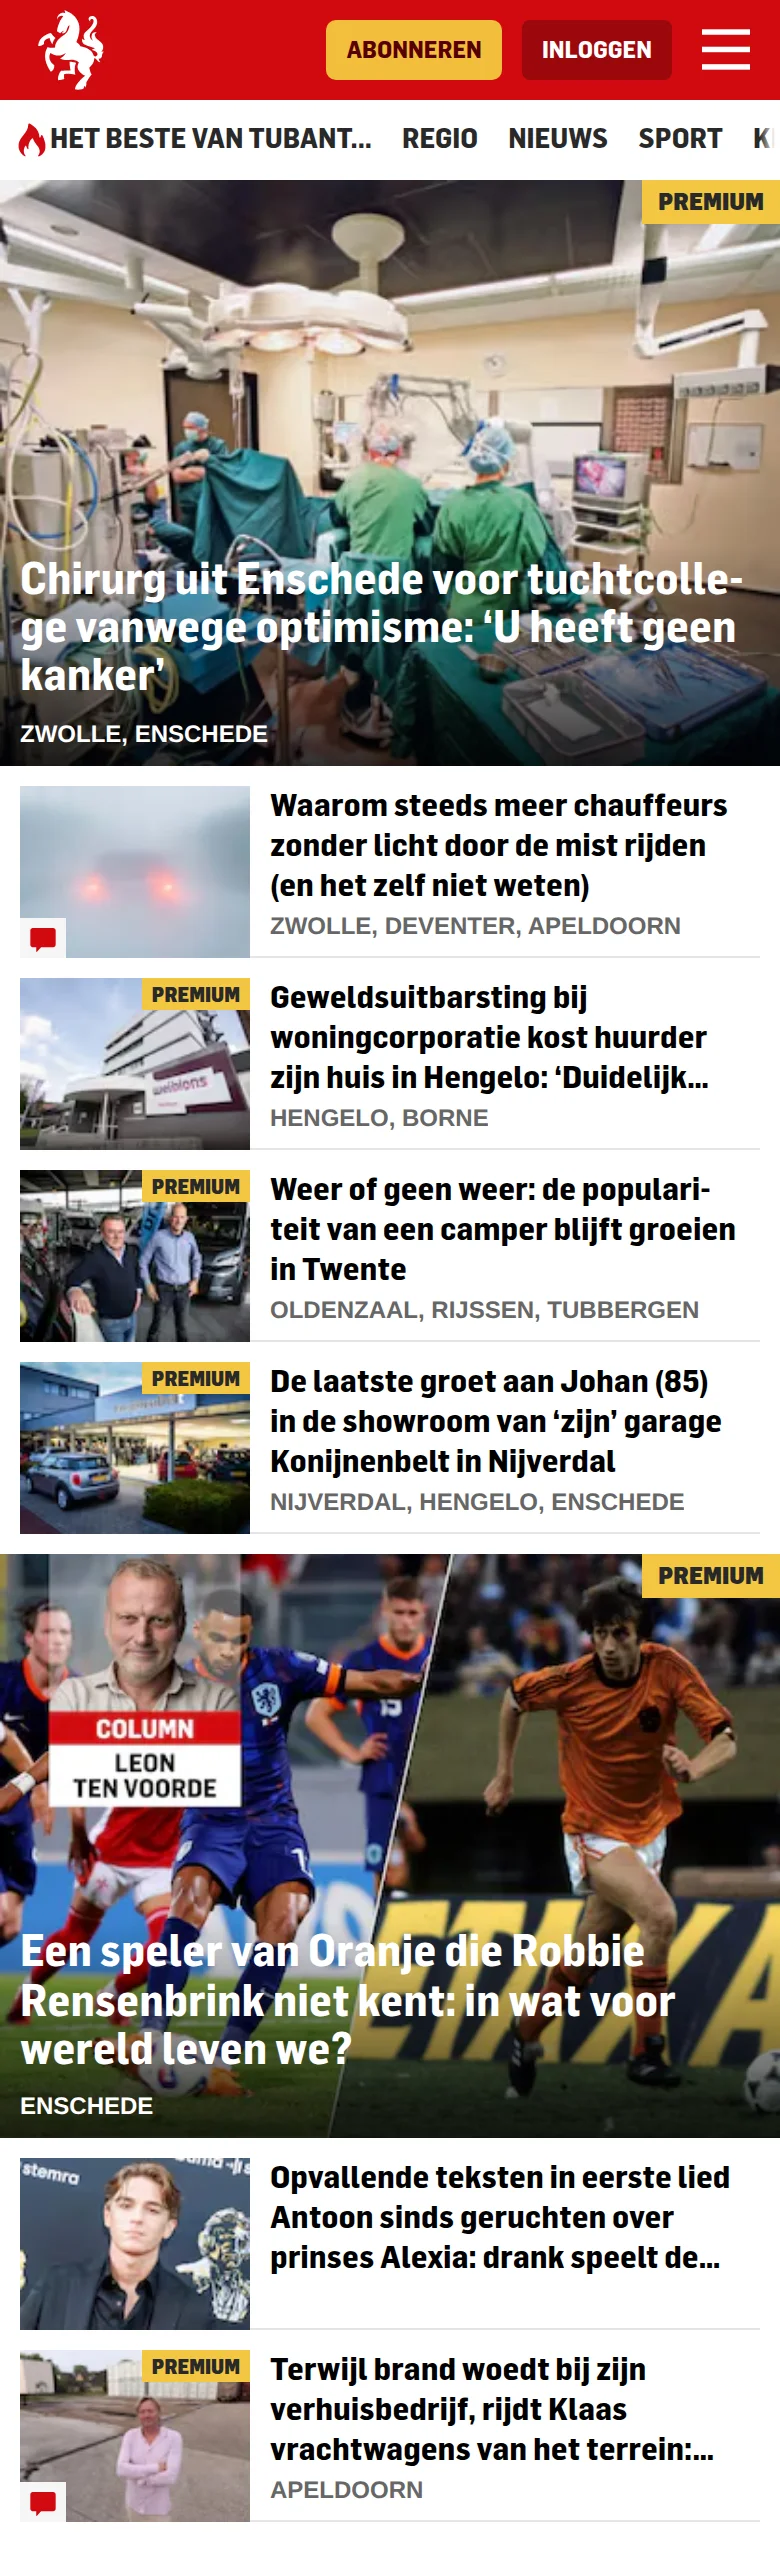 ABONNEREN
INLOGGEN
HET BESTE VAN TUBANT...
REGIO
NIEUWS
SPORT
PREMIUM
Chirurg uit Enschede voor tuchtcolle-
ge vanwege optimisme: ‘U heeft geen
kanker’
ZWOLLE, ENSCHEDE
Waarom steeds meer chauffeurs
zonder licht door de mist rijden
(en het zelf niet weten)
ZWOLLE, DEVENTER, APELDOORN
PREMIUM
welbions
Geweldsuitbarsting bij
woningcorporatie kost huurder
zijn huis in Hengelo: ‘Duidelijk...
HENGELO, BORNE
PREMIUM
Weer of geen weer: de populari-
teit van een camper blijft groeien
in Twente
OLDENZAAL, RIJSSEN, TUBBERGEN
PREMIUM
De laatste groet aan Johan (85)
in de showroom van ‘zijn’ garage
Konijnenbelt in Nijverdal
NIJVERDAL, HENGELO, ENSCHEDE
PREMIUM
COLUMN
LEON
TEN VOORDE
15
Een speler van Oranje die Robbie
Rensenbrink niet kent: in wat voor
wereld leven we?
ENSCHEDE
stemra
Opvallende teksten in eerste lied
Antoon sinds geruchten over
prinses Alexia: drank speelt de...
PREMIUM
Terwijl brand woedt bij zijn
verhuisbedrijf, rijdt Klaas
vrachtwagens van het terrein:...
APELDOORN